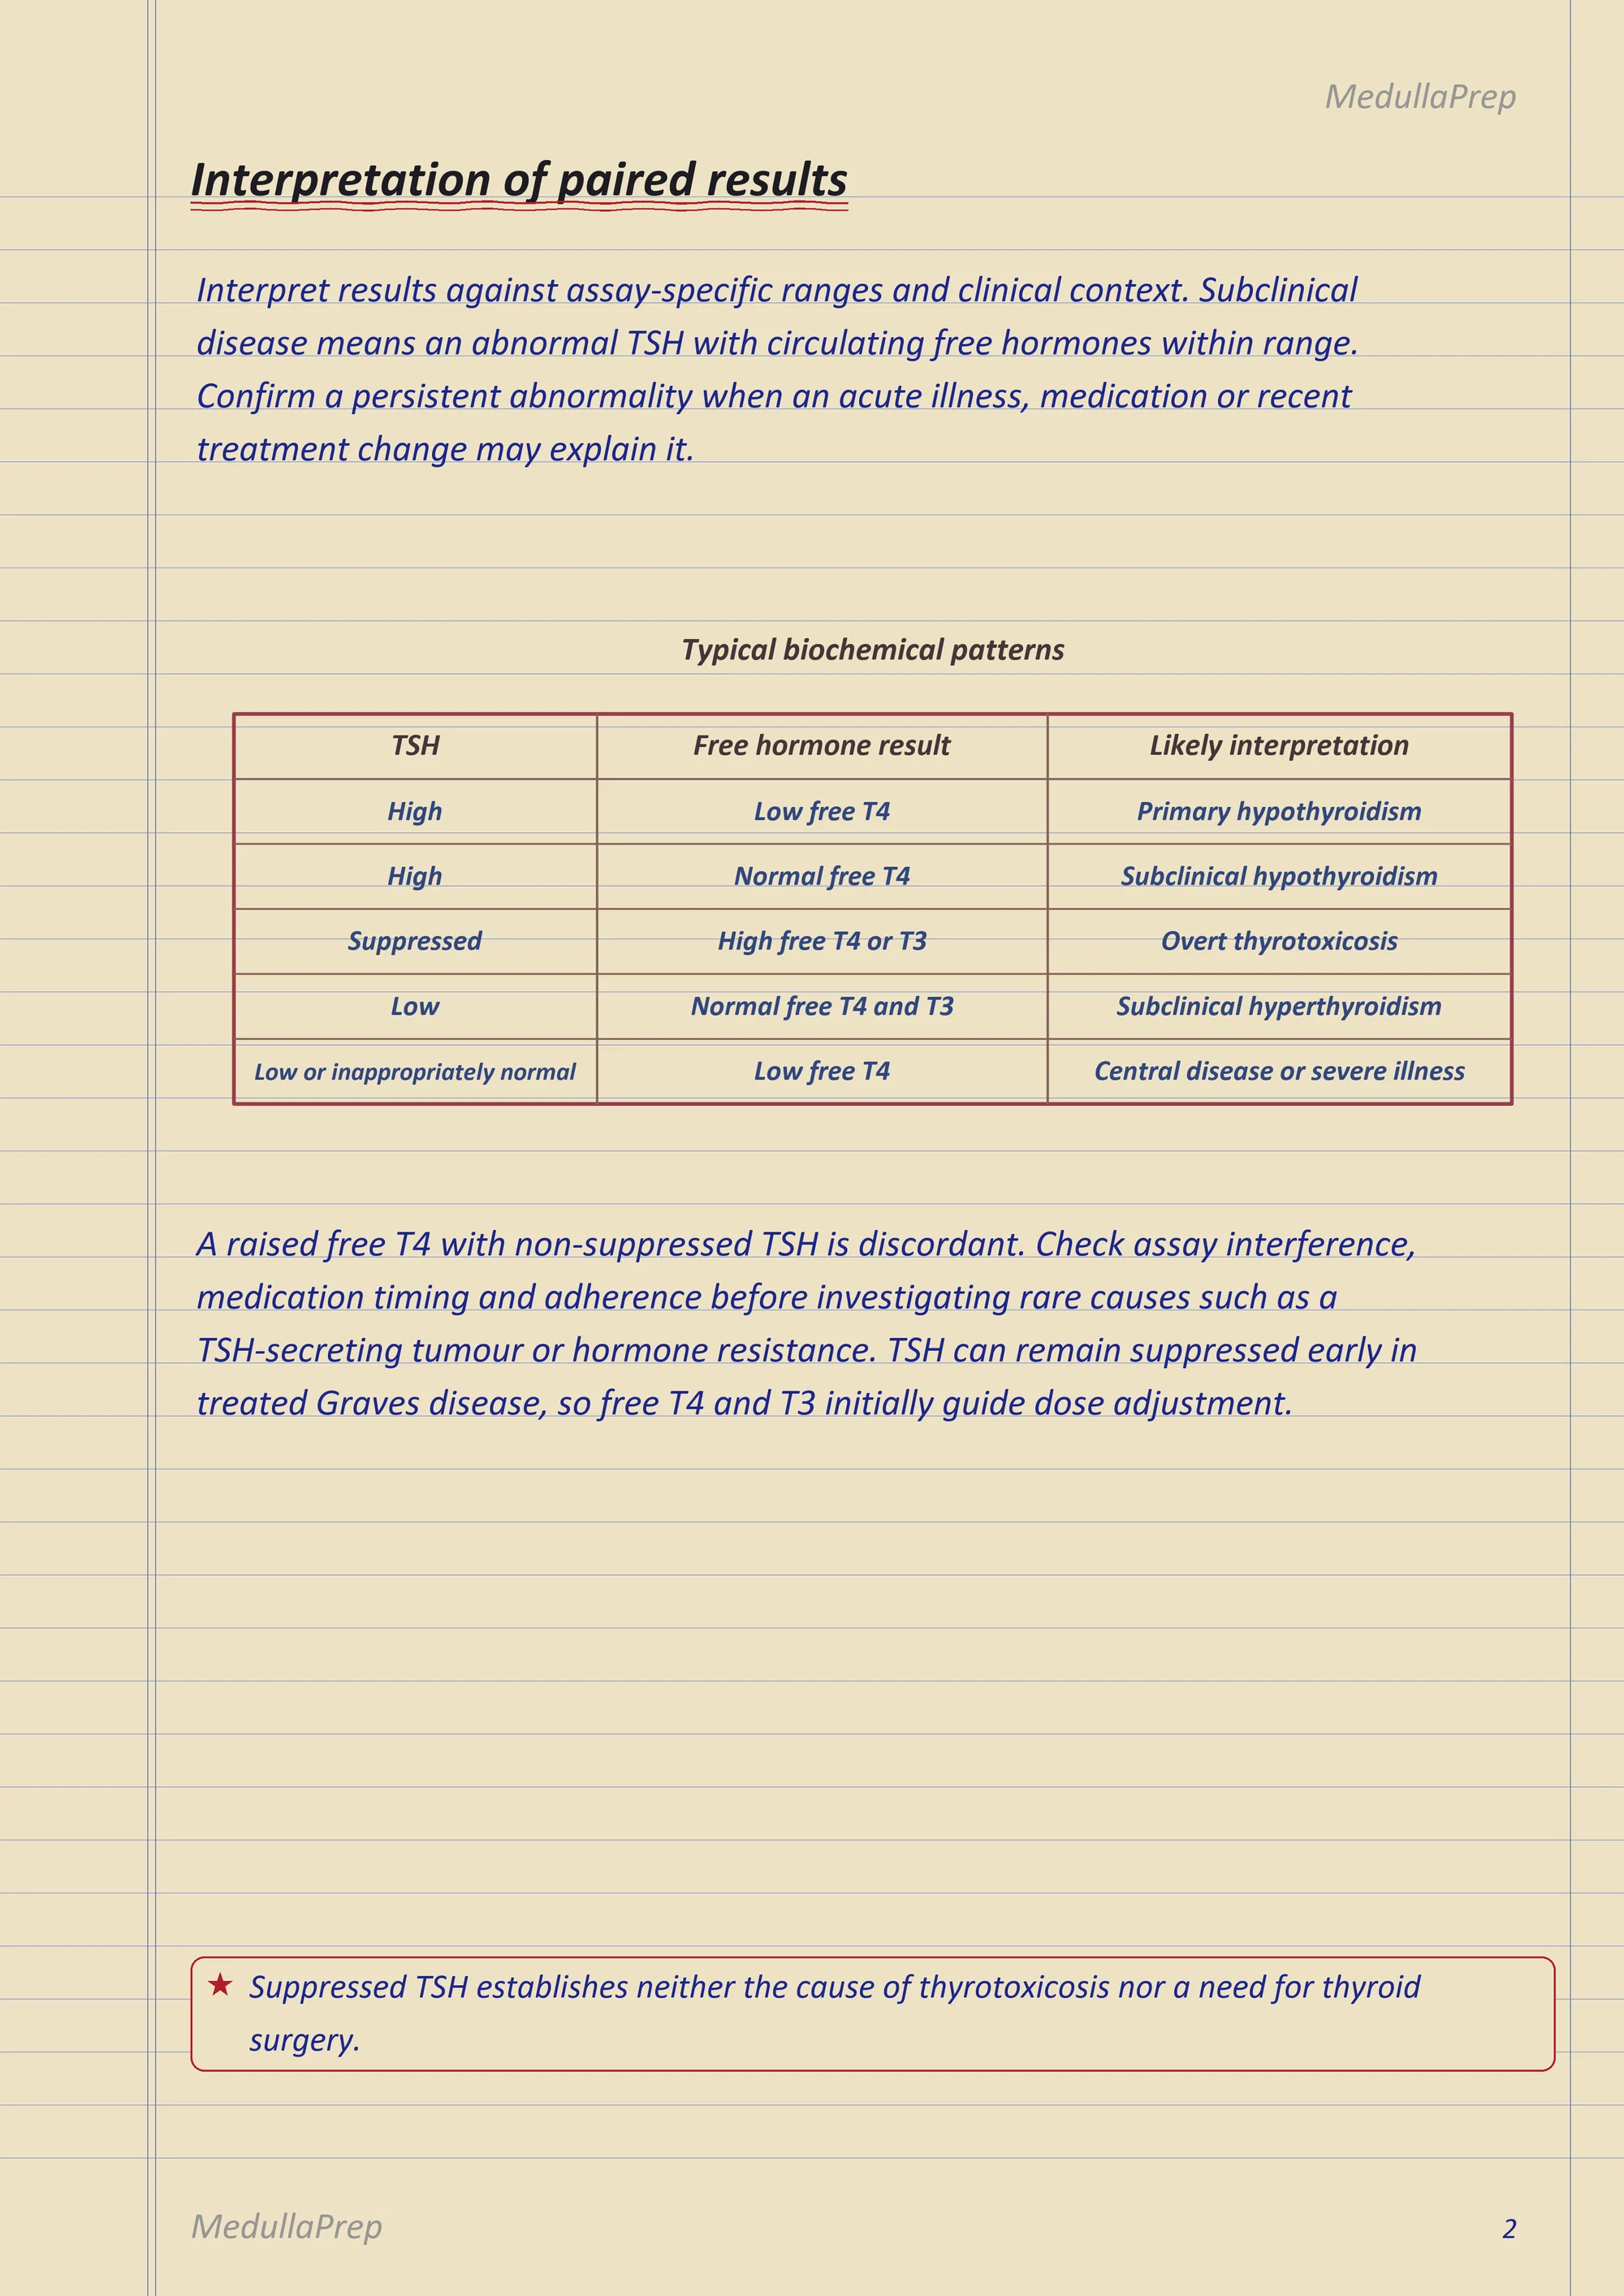 MedullaPrep
Interpretation of paired results
Interpret results against assay-specific ranges and clinical context. Subclinical
disease means an abnormal TSH with circulating free hormones within range.
Confirm a persistent abnormality when an acute illness, medication or recent
treatment change may explain it.
Typical biochemical patterns
TSH Free hormone result Likely interpretation
High Low free T4 Primary hypothyroidism
High Normal free T4 Subclinical hypothyroidism
Suppressed High free T4 or T3 Overt thyrotoxicosis
Low Normal free T4 and T3 Subclinical hyperthyroidism
Low or inappropriately normal Low free T4 Central disease or severe illness
A raised free T4 with non-suppressed TSH is discordant. Check assay interference,
medication timing and adherence before investigating rare causes such as a
TSH-secreting tumour or hormone resistance. TSH can remain suppressed early in
treated Graves disease, so free T4 and T3 initially guide dose adjustment.
★ Suppressed TSH establishes neither the cause of thyrotoxicosis nor a need for thyroid
surgery.
MedullaPrep 2